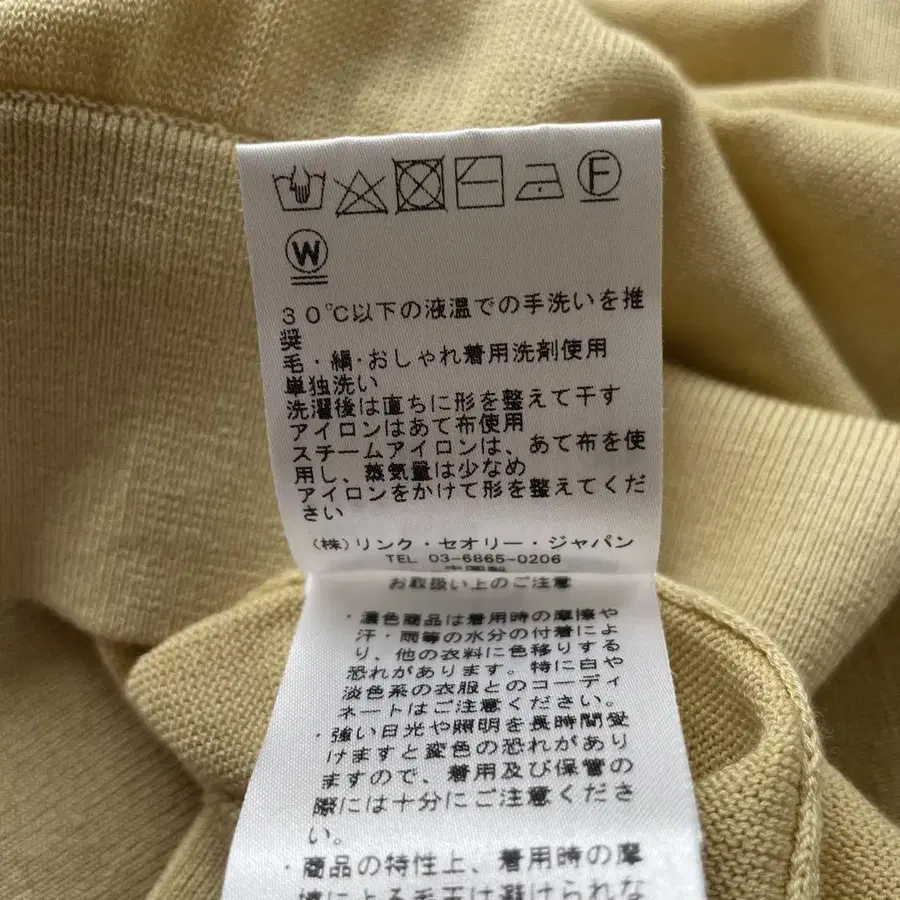 F
W
30℃以下の液温での手洗いを推
奨
毛・絹・おしゃれ着用洗剤使用
単独洗い
洗濯後は直ちに形を整えて干す
アイロンはあて布使用
スチームアイロンは、あて布を使
用し、蒸気量は少なめ
アイロンをかけて形を整えてくだ
さい
(株)リンク・セオリー・ジャパン
TEL 03-6865-0206
お取扱い上のご注意
・濃色商品は着用時の摩擦や
汗・雨等の水分の付着によ
り、他の衣料に色移りする
恐れがあります。特に白や
淡色系の衣服とのコーディ
ネートはご注意ください。
・強い日光や照明を長時間受
けますと変色の恐れがあり
ますので、着用及び保管の
際には十分にご注意くださ
い。
・商品の特性上、着用時の摩
擦による毛玉は避けられな